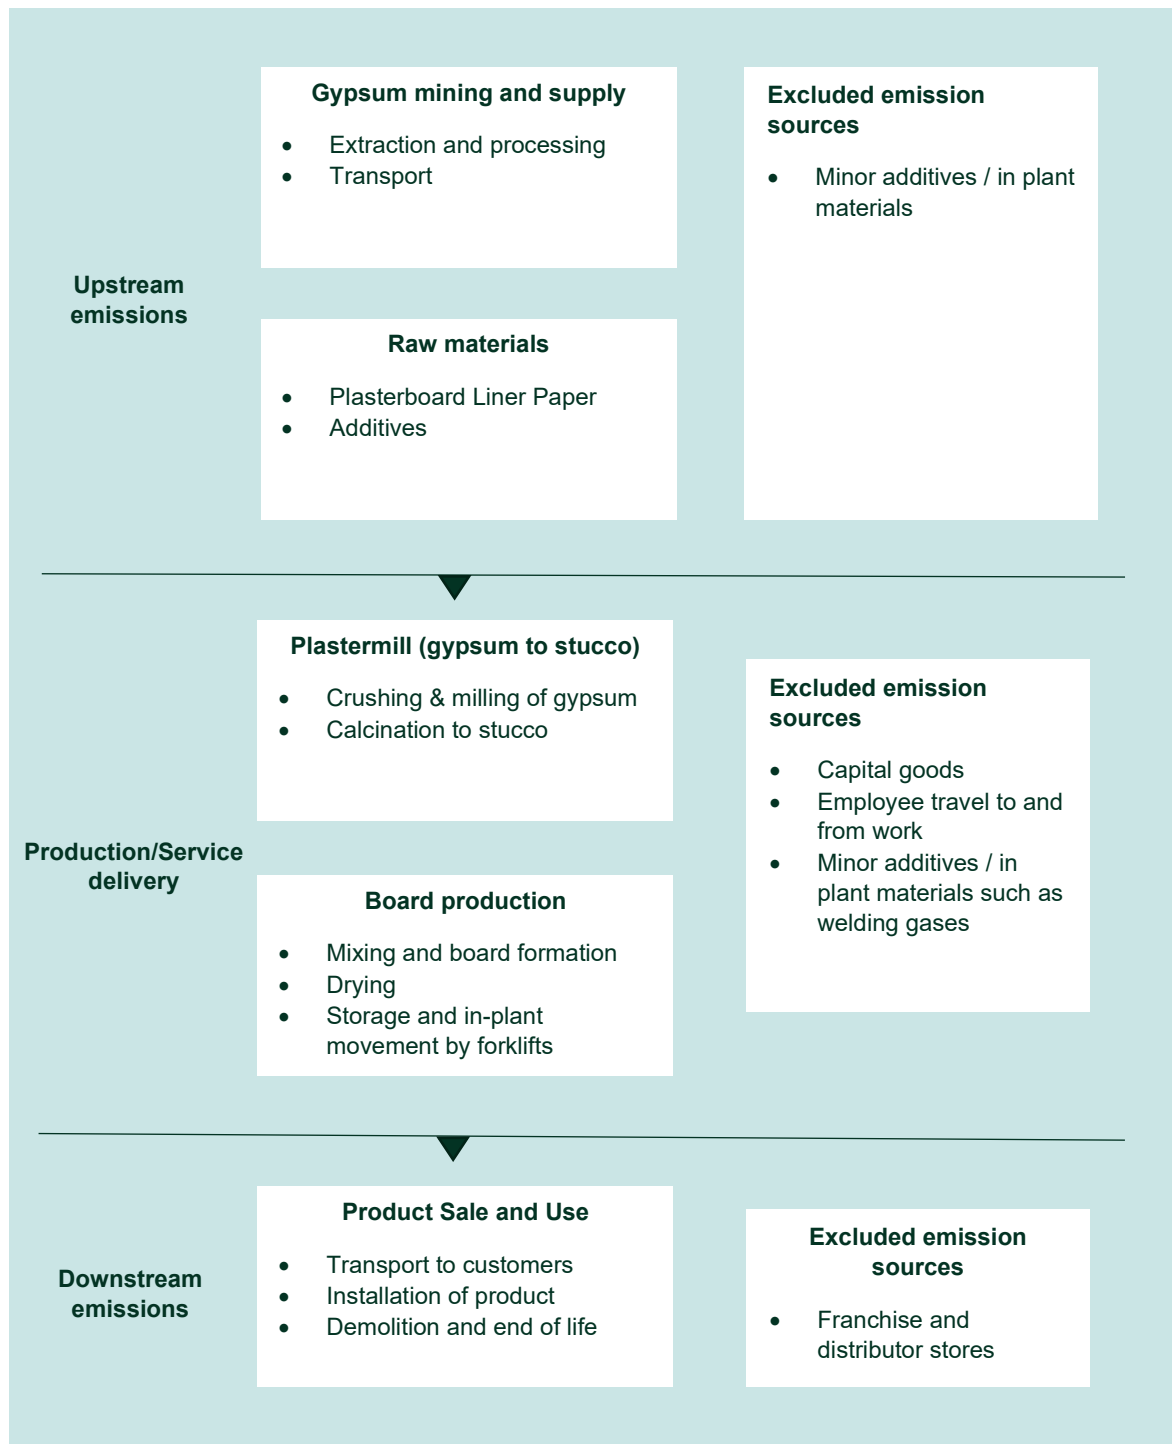 Upstream
emissions
Gypsum mining and supply
• Extraction and processing
• Transport
Raw materials
• Plasterboard Liner Paper
• Additives
Excluded emission
sources
• Minor additives / in plant
materials
Production/Service
delivery
Plastermill (gypsum to stucco)
• Crushing & milling of gypsum
• Calcination to stucco
Board production
• Mixing and board formation
• Drying
• Storage and in-plant
movement by forklifts
Excluded emission
sources
• Capital goods
• Employee travel to and
from work
• Minor additives / in
plant materials such as
welding gases
Downstream
emissions
Product Sale and Use
• Transport to customers
• Installation of product
• Demolition and end of life
Excluded emission
sources
• Franchise and
distributor stores